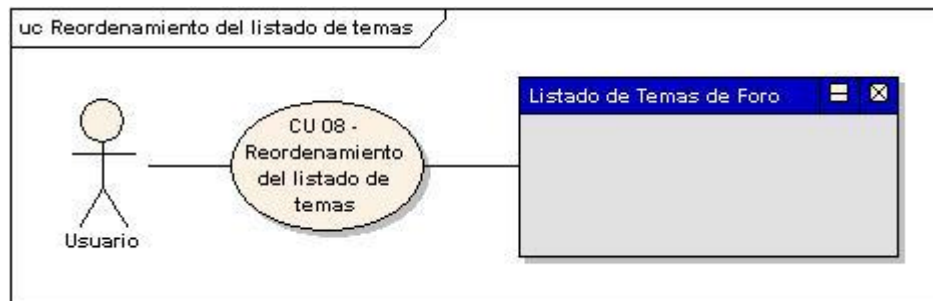 uc Reordenamiento del listado de temas
Listado de Temas de Foro
CU 08 -
Reordenamiento
del listado de
temas
Usuario